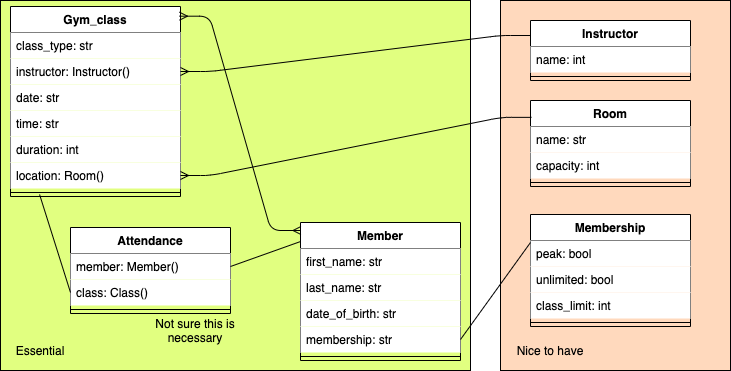 Gym_class
class_type: str
instructor: Instructor()
date: str
time: str
duration: int
location: Room()
Attendance
member: Member()
class: Class()
Not sure this is
necessary
Member
first_name: str
last_name: str
date_of_birth: str
membership: str
Essential
Instructor
name: int
Room
name: str
capacity: int
Membership
peak: bool
unlimited: bool
class_limit: int
Nice to have